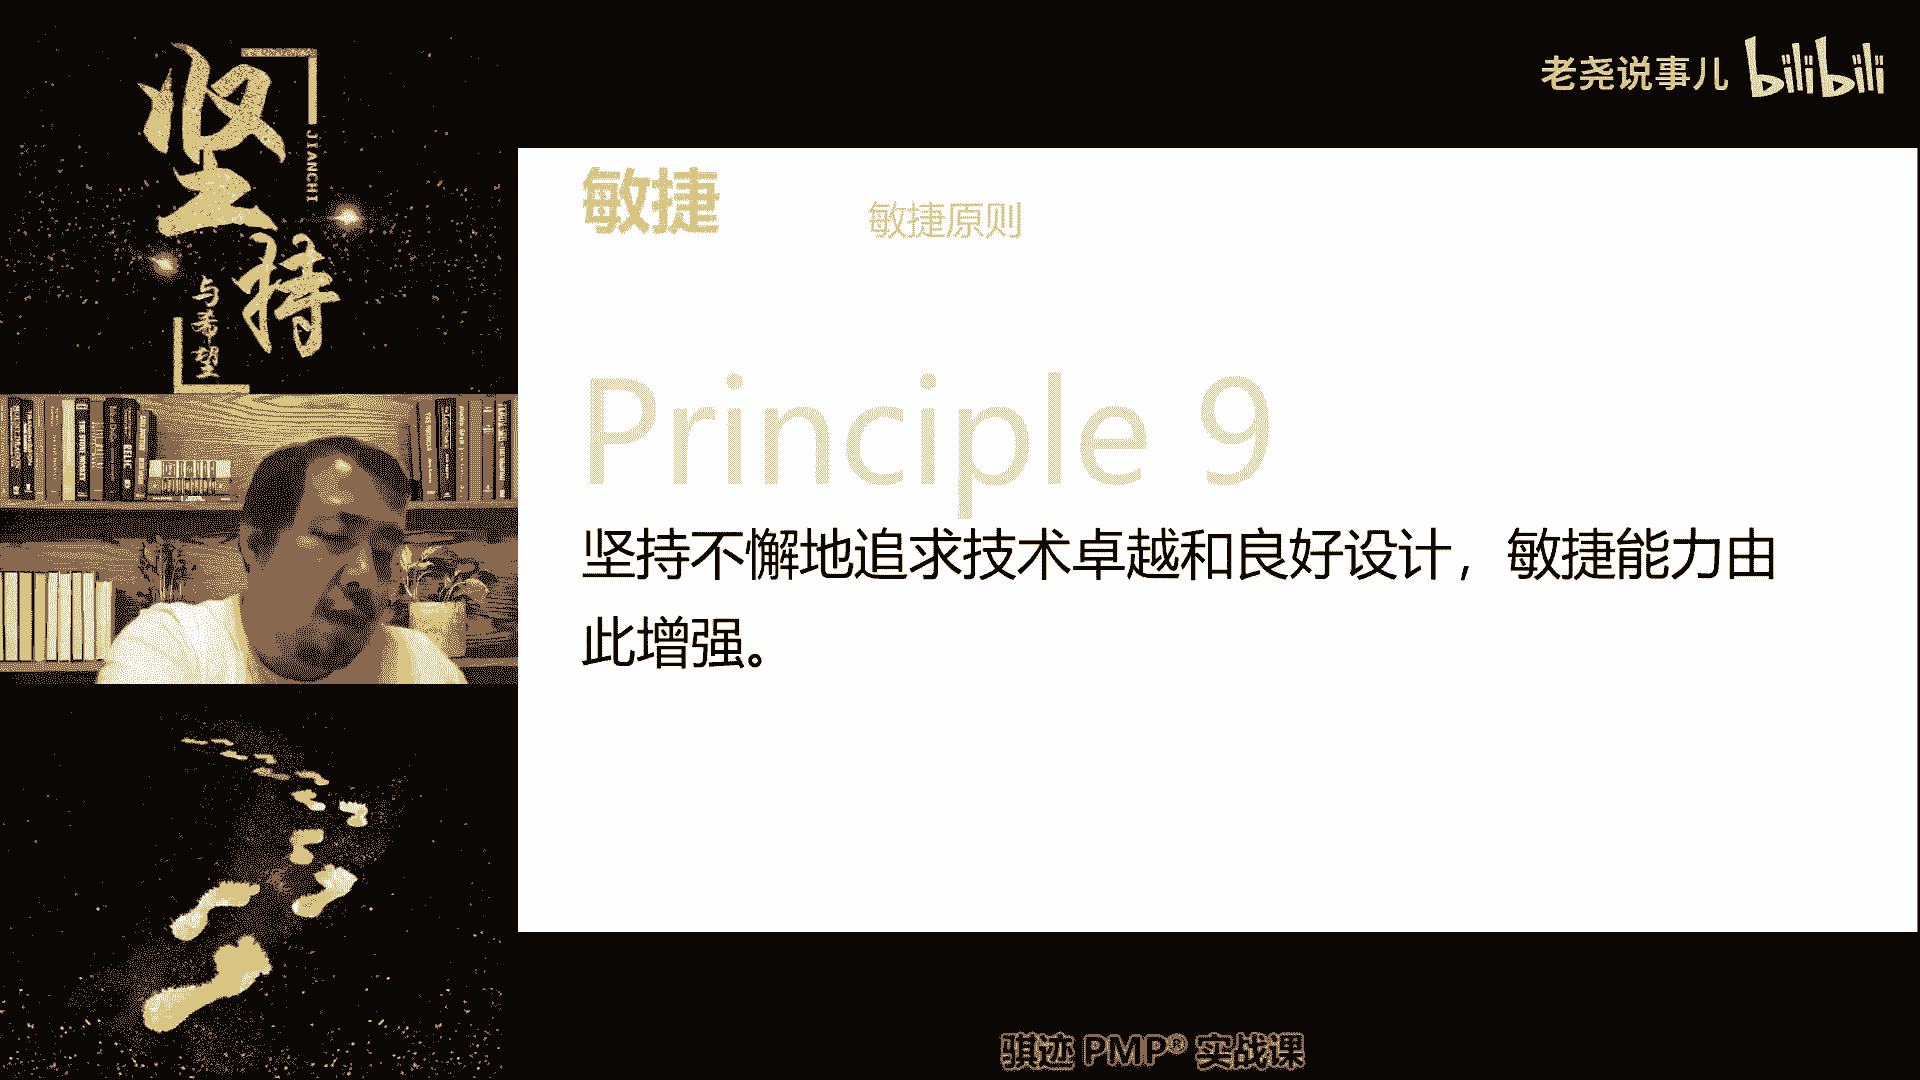 坚持
JIANCHI
与希望
老尧说事儿 bilibili
敏捷
敏捷原则
Principle 9
坚持不懈地追求技术卓越和良好设计，敏捷能力由
此增强。
骐迹 PMP® 实战课